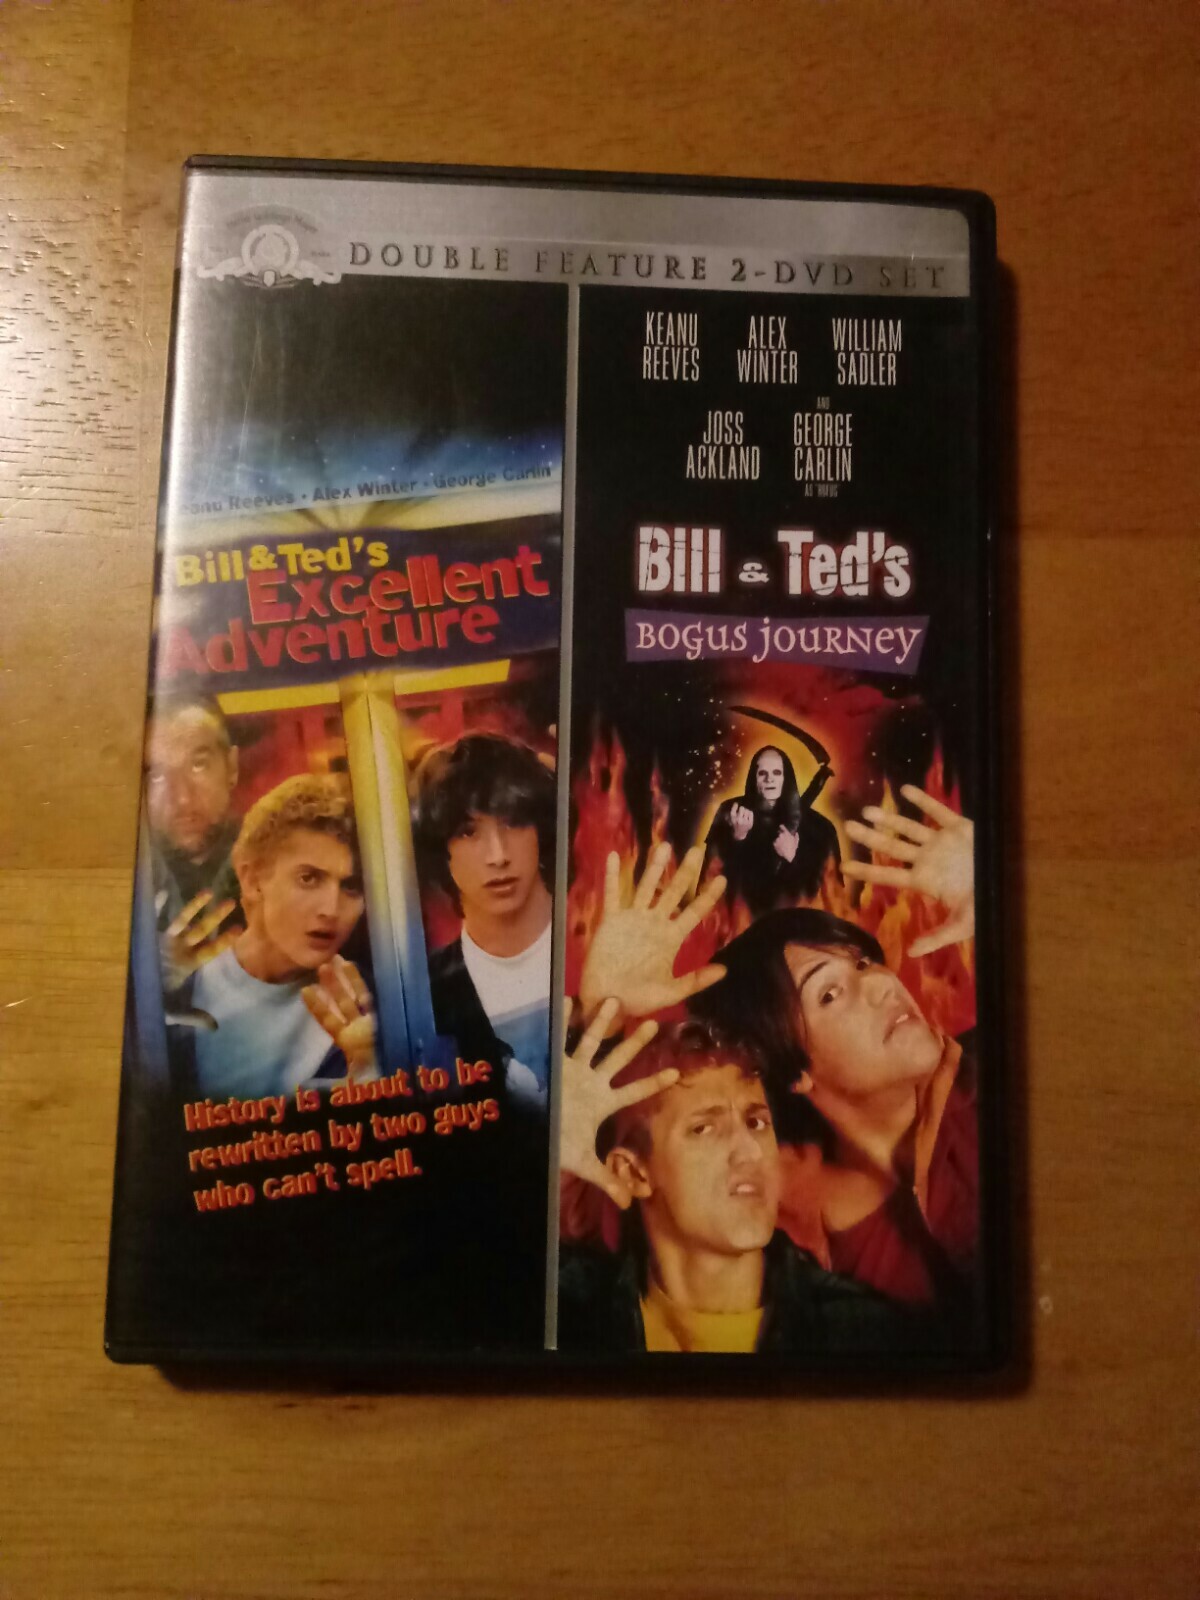 DOUBLE FEATURE 2-DVD SET
Reeves • Alex Winter • George Carlin
Bill & Ted's
Excellent
Adventure
History is about to be
rewritten by two guys
who can't spell.
KEANU REEVES
ALEX WINTER
WILLIAM SADLER
JOSS ACKLAND
AND
GEORGE CARLIN
AS "RUFUS"
Bill & Ted's
BOGUS JOURNEY